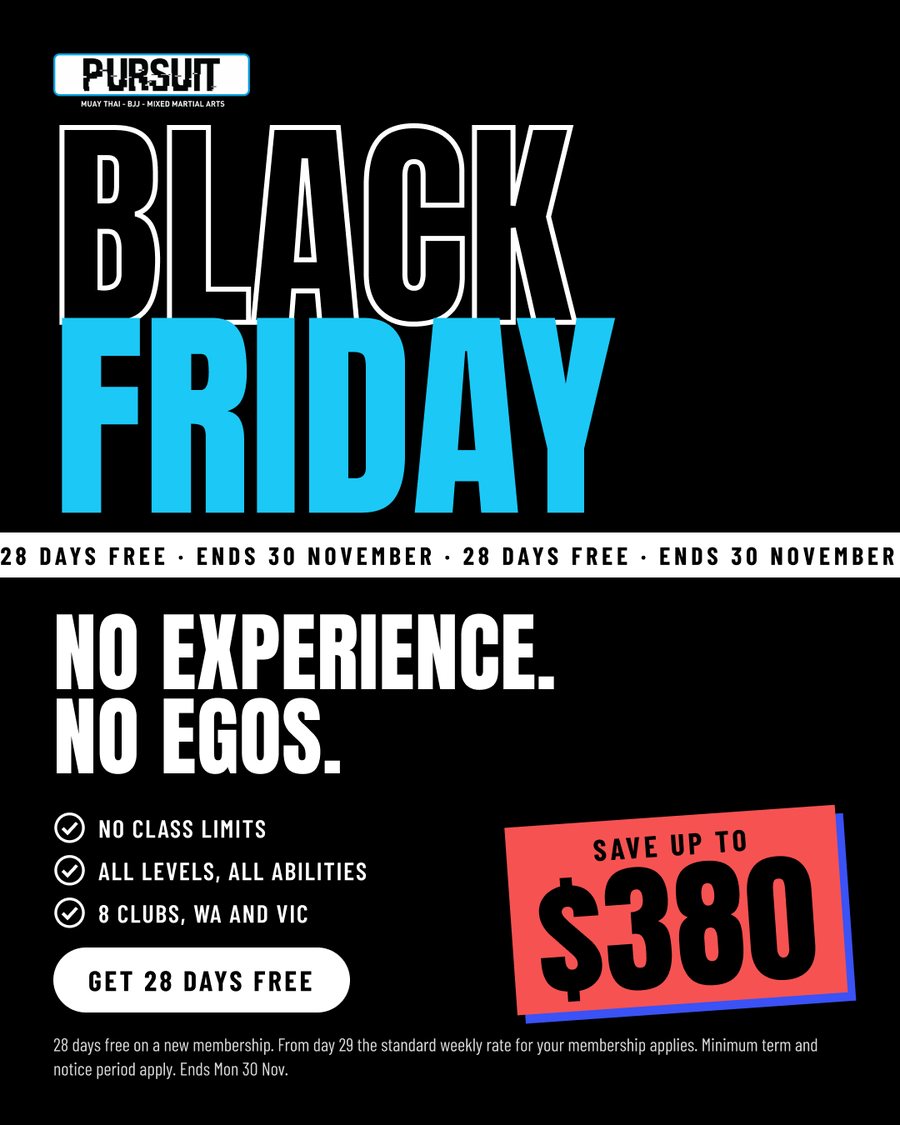 PURSUIT
MUAY THAI - BJJ - MIXED MARTIAL ARTS
BLACK
FRIDAY
28 DAYS FREE · ENDS 30 NOVEMBER · 28 DAYS FREE · ENDS 30 NOVEMBER
NO EXPERIENCE.
NO EGOS.
NO CLASS LIMITS
ALL LEVELS, ALL ABILITIES
8 CLUBS, WA AND VIC
GET 28 DAYS FREE
SAVE UP TO
$380
28 days free on a new membership. From day 29 the standard weekly rate for your membership applies. Minimum term and
notice period apply. Ends Mon 30 Nov.